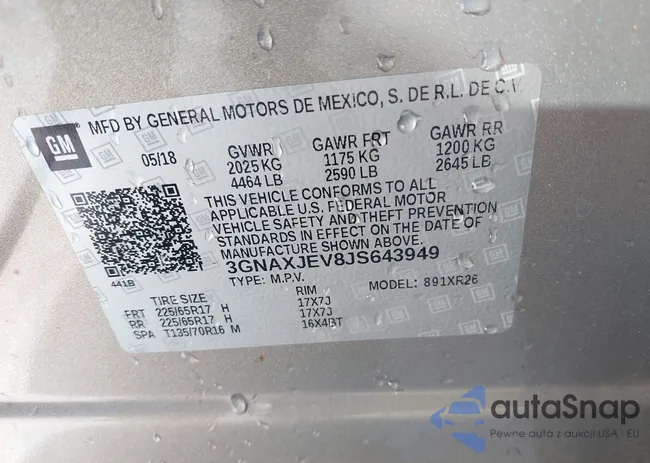 GM
MFD BY GENERAL MOTORS DE MEXICO, S. DE R.L. DE C.V.
05/18 GVWR GAWR FRT GAWR RR
2025 KG 1175 KG 1200 KG
4464 LB 2590 LB 2645 LB
THIS VEHICLE CONFORMS TO ALL
APPLICABLE U.S. FEDERAL MOTOR
VEHICLE SAFETY AND THEFT PREVENTION
STANDARDS IN EFFECT ON THE DATE OF
MANUFACTURE SHOWN ABOVE.
3GNAXJEV8JS643949
441B TYPE: M.P.V. MODEL: 891XR26
TIRE SIZE RIM
FRT 225/65R17 H 17X7J
RR 225/65R17 H 17X7J
SPA T135/70R16 M 16X4BT
autaSnap
Pewne auta z aukcji USA i EU